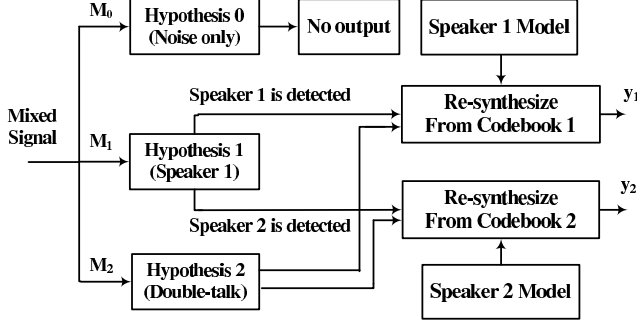 M₀
Hypothesis 0
(Noise only)
No output
Speaker 1 Model
Mixed
Signal
Speaker 1 is detected
Re-synthesize
From Codebook 1
y₁
M₁
Hypothesis 1
(Speaker 1)
Speaker 2 is detected
Re-synthesize
From Codebook 2
y₂
M₂
Hypothesis 2
(Double-talk)
Speaker 2 Model